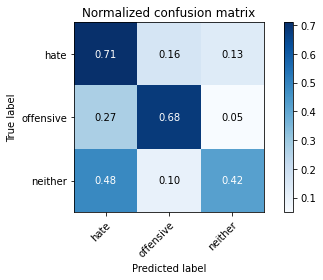 Normalized confusion matrix
True label
hate
0.71 0.16 0.13
offensive
0.27 0.68 0.05
neither
0.48 0.10 0.42
hate offensive neither
Predicted label
0.7
0.6
0.5
0.4
0.3
0.2
0.1